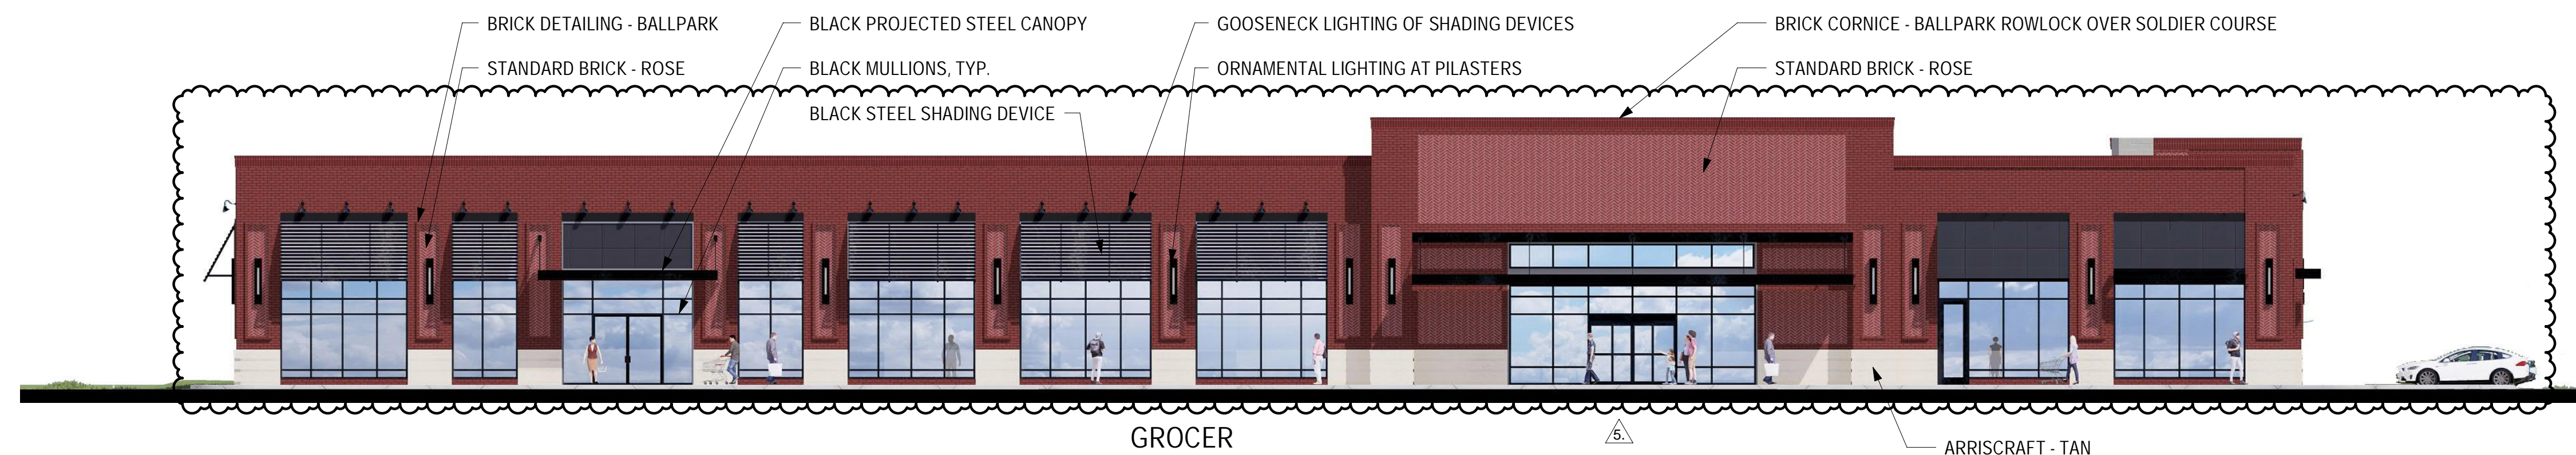 BRICK DETAILING - BALLPARK
BLACK PROJECTED STEEL CANOPY
GOOSENECK LIGHTING OF SHADING DEVICES
BRICK CORNICE - BALLPARK ROWLOCK OVER SOLDIER COURSE
STANDARD BRICK - ROSE
BLACK MULLIONS, TYP.
ORNAMENTAL LIGHTING AT PILASTERS
STANDARD BRICK - ROSE
BLACK STEEL SHADING DEVICE
GROCER
5.
ARRISCRAFT - TAN